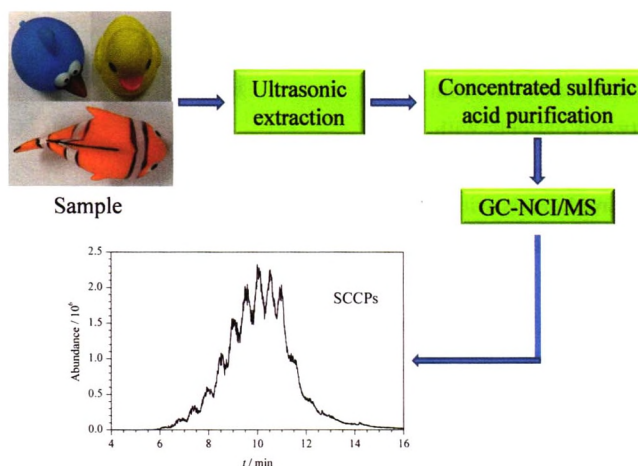 Ultrasonic
extraction
Concentrated sulfuric
acid purification
Sample
GC-NCI/MS
SCCPs
Abundance / 10⁶
2.5
2.0
1.5
1.0
0.5
0.0
4 6 8 10 12 14 16
t / min